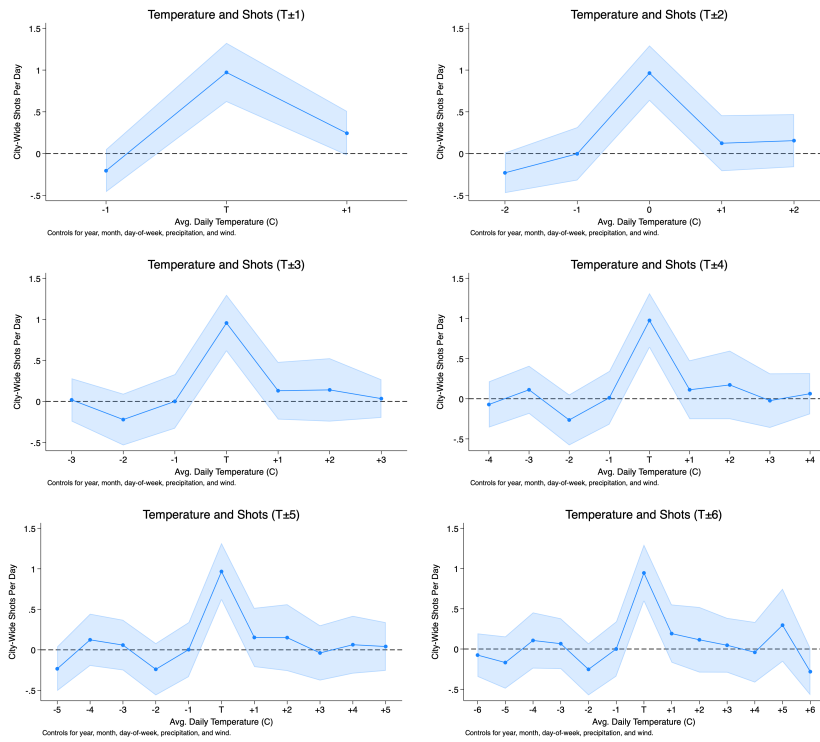 Temperature and Shots (T±1)
City-Wide Shots Per Day
1.5
1
.5
0
-.5
-1 T +1
Avg. Daily Temperature (C)
Controls for year, month, day-of-week, precipitation, and wind.
Temperature and Shots (T±2)
City-Wide Shots Per Day
1.5
1
.5
0
-.5
-2 -1 0 +1 +2
Avg. Daily Temperature (C)
Controls for year, month, day-of-week, precipitation, and wind.
Temperature and Shots (T±3)
City-Wide Shots Per Day
1.5
1
.5
0
-.5
-3 -2 -1 T +1 +2 +3
Avg. Daily Temperature (C)
Controls for year, month, day-of-week, precipitation, and wind.
Temperature and Shots (T±4)
City-Wide Shots Per Day
1.5
1
.5
0
-.5
-4 -3 -2 -1 T +1 +2 +3 +4
Avg. Daily Temperature (C)
Controls for year, month, day-of-week, precipitation, and wind.
Temperature and Shots (T±5)
City-Wide Shots Per Day
1.5
1
.5
0
-.5
-5 -4 -3 -2 -1 T +1 +2 +3 +4 +5
Avg. Daily Temperature (C)
Controls for year, month, day-of-week, precipitation, and wind.
Temperature and Shots (T±6)
City-Wide Shots Per Day
1.5
1
.5
0
-.5
-6 -5 -4 -3 -2 -1 T +1 +2 +3 +4 +5 +6
Avg. Daily Temperature (C)
Controls for year, month, day-of-week, precipitation, and wind.